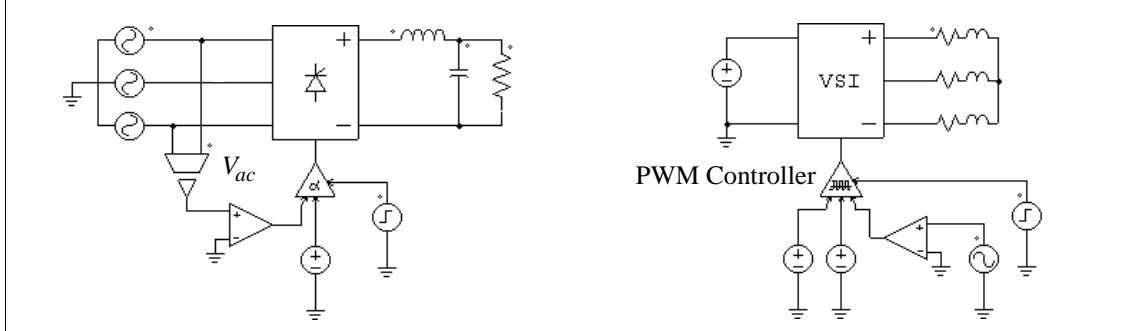 VSI
V_ac
PWM Controller
α